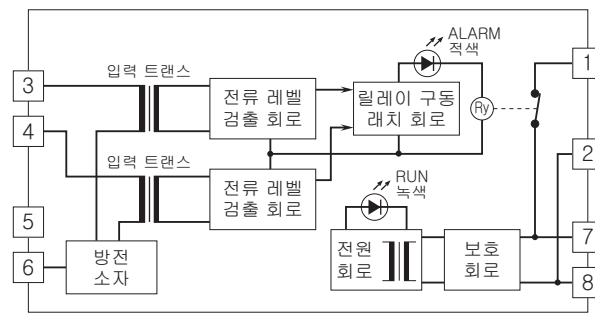 ALARM
적색
입력 트랜스
3
전류 레벨
검출 회로
릴레이 구동
래치 회로
Ry
1
4
입력 트랜스
2
전류 레벨
검출 회로
RUN
녹색
5
6
방전
소자
전원
회로
보호
회로
7
8